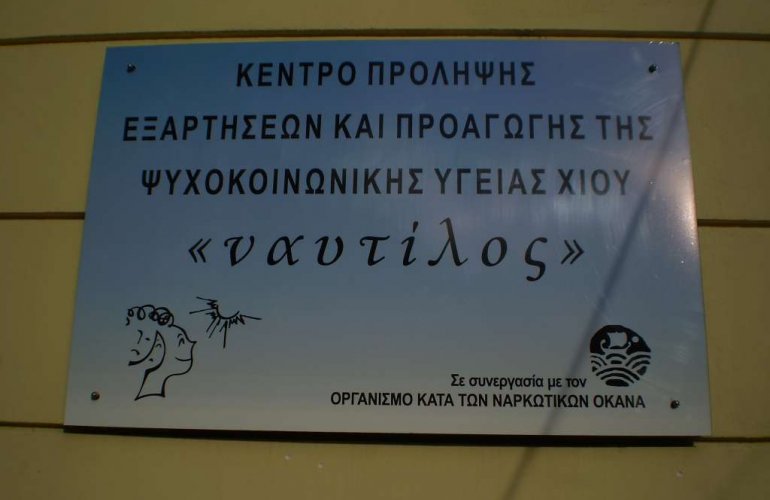 ΚΕΝΤΡΟ ΠΡΟΛΗΨΗΣ
ΕΞΑΡΤΗΣΕΩΝ ΚΑΙ ΠΡΟΑΓΩΓΗΣ ΤΗΣ
ΨΥΧΟΚΟΙΝΩΝΙΚΗΣ ΥΓΕΙΑΣ ΧΙΟΥ
«ναυτίλος»
Σε συνεργασία με τον
ΟΡΓΑΝΙΣΜΟ ΚΑΤΑ ΤΩΝ ΝΑΡΚΩΤΙΚΩΝ ΟΚΑΝΑ